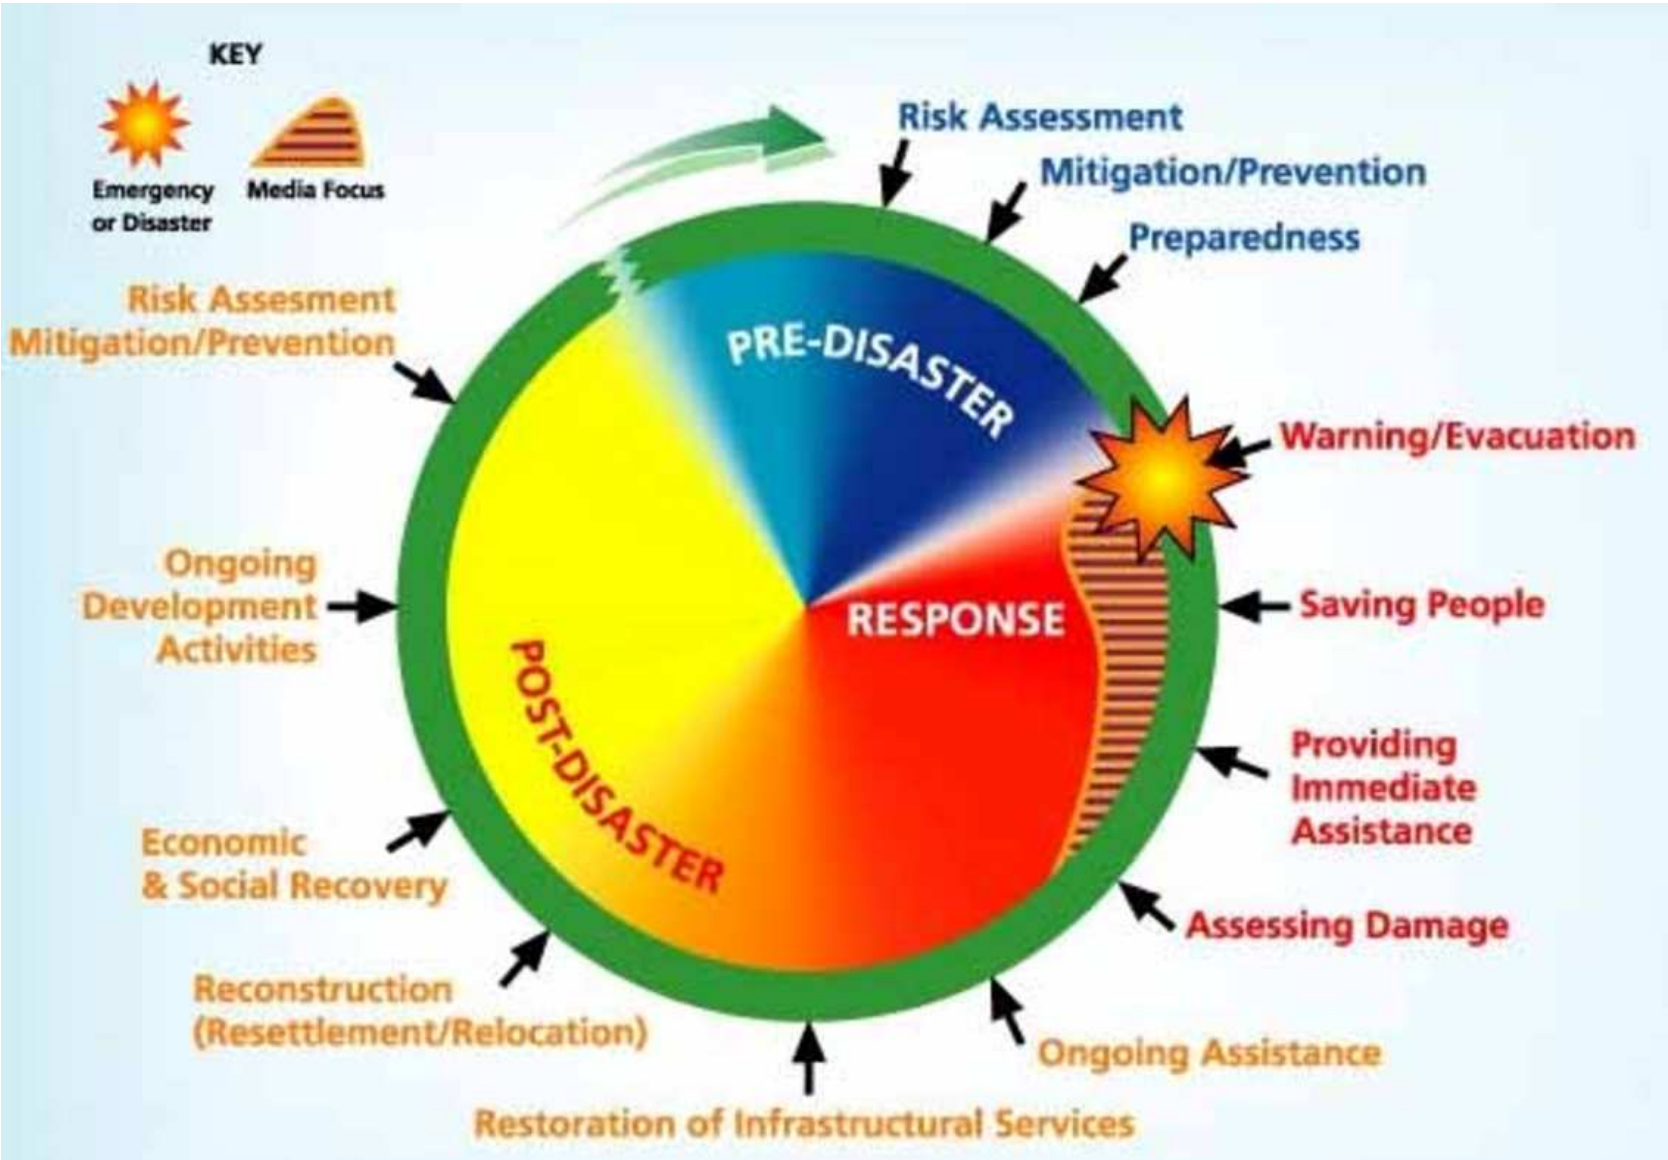 KEY
Emergency
or Disaster
Media Focus
Risk Assessment
Mitigation/Prevention
Preparedness
Warning/Evacuation
Saving People
Providing
Immediate
Assistance
Assessing Damage
Ongoing Assistance
Restoration of Infrastructural Services
Reconstruction
(Resettlement/Relocation)
Economic
& Social Recovery
Ongoing
Development
Activities
Risk Assesment
Mitigation/Prevention
PRE-DISASTER
RESPONSE
POST-DISASTER